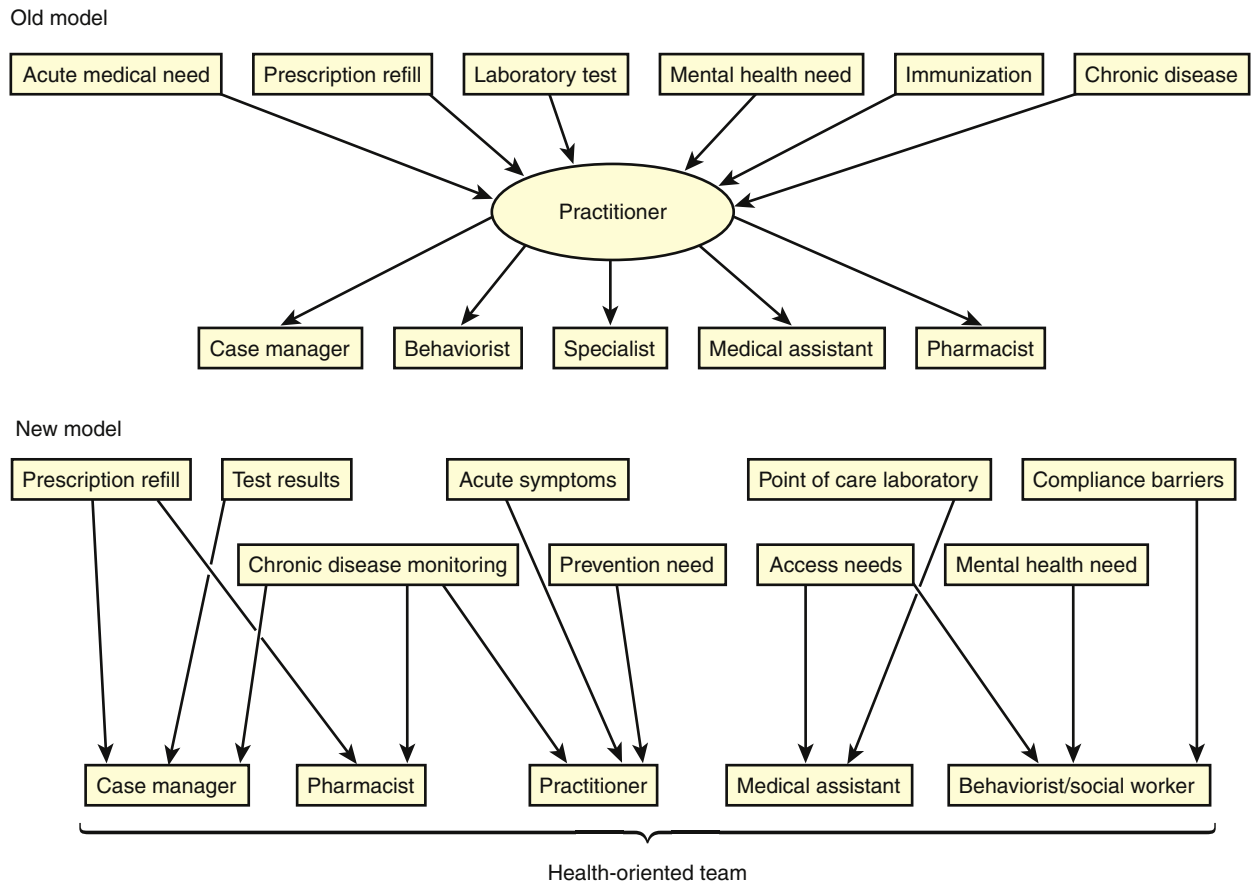 Old model
Acute medical need
Prescription refill
Laboratory test
Mental health need
Immunization
Chronic disease
Practitioner
Case manager
Behaviorist
Specialist
Medical assistant
Pharmacist
New model
Prescription refill
Test results
Acute symptoms
Point of care laboratory
Compliance barriers
Chronic disease monitoring
Prevention need
Access needs
Mental health need
Case manager
Pharmacist
Practitioner
Medical assistant
Behaviorist/social worker
Health-oriented team